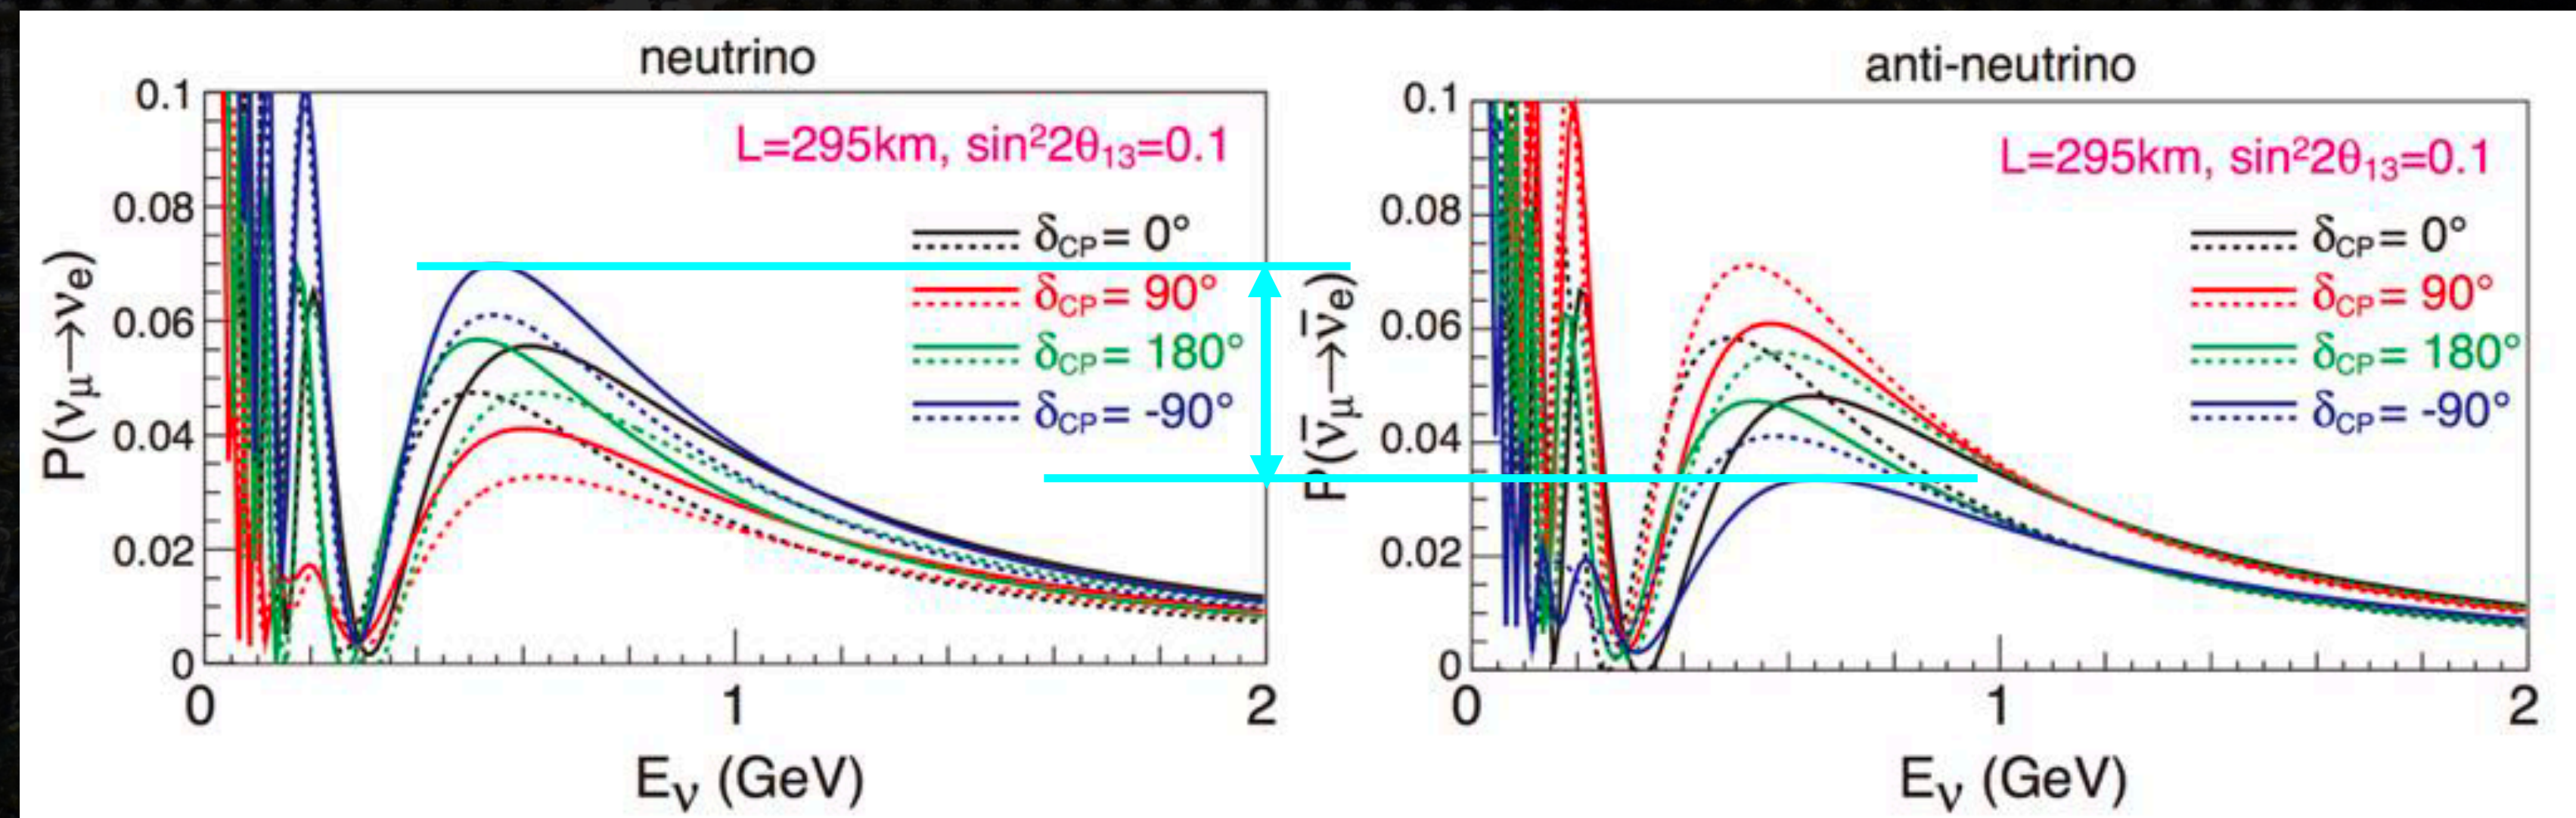 neutrino
0.1
0.08
0.06
0.04
0.02
0
P(νμ→νe)
L=295km, sin²2θ₁₃=0.1
δCP = 0°
δCP = 90°
δCP = 180°
δCP = -90°
0 1 2
Eν (GeV)
anti-neutrino
0.1
0.08
0.06
0.04
0.02
0
P(ν̅μ→ν̅e)
L=295km, sin²2θ₁₃=0.1
δCP = 0°
δCP = 90°
δCP = 180°
δCP = -90°
0 1 2
Eν (GeV)